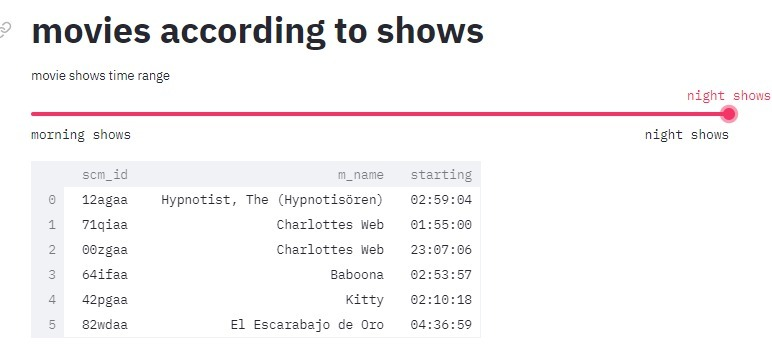 movies according to shows
movie shows time range
night shows
morning shows night shows
scm_id m_name starting
0 12agaa Hypnotist, The (Hypnotisören) 02:59:04
1 71qiaa Charlottes Web 01:55:00
2 00zgaa Charlottes Web 23:07:06
3 64ifaa Baboona 02:53:57
4 42pgaa Kitty 02:10:18
5 82wdaa El Escarabajo de Oro 04:36:59